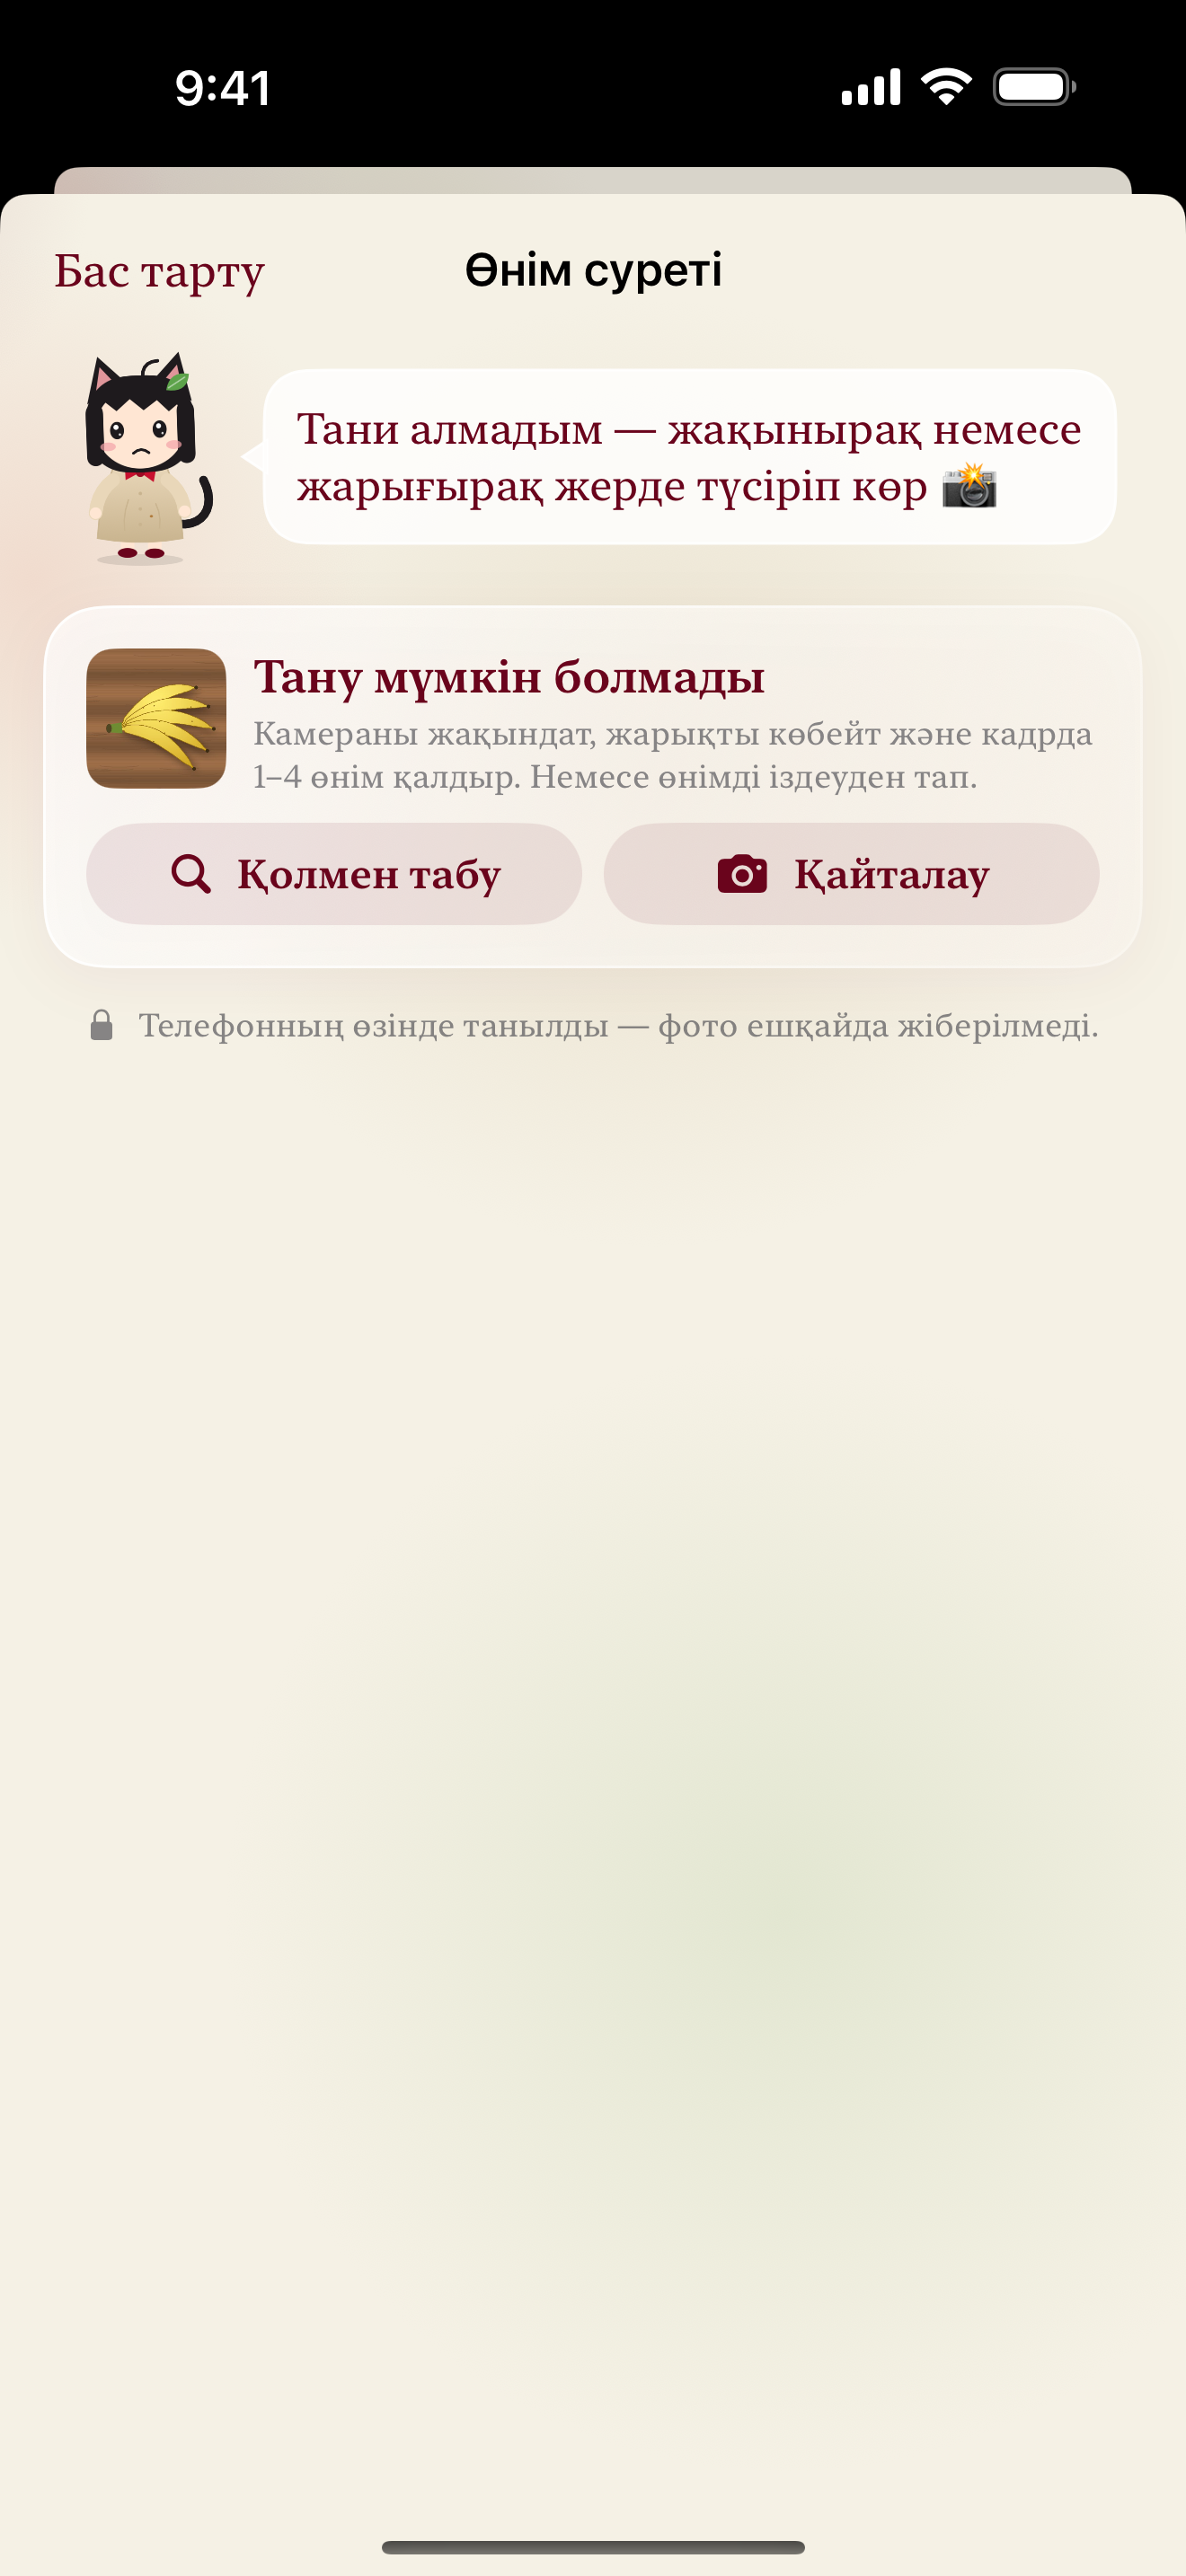 9:41
Бас тарту
Өнім суреті
Тани алмадым — жақынырақ немесе
жарығырақ жерде түсіріп көр 📸
Тану мүмкін болмады
Камераны жақындат, жарықты көбейт және кадрда
1–4 өнім қалдыр. Немесе өнімді іздеуден тап.
Қолмен табу
Қайталау
Телефонның өзінде танылды — фото ешқайда жіберілмеді.